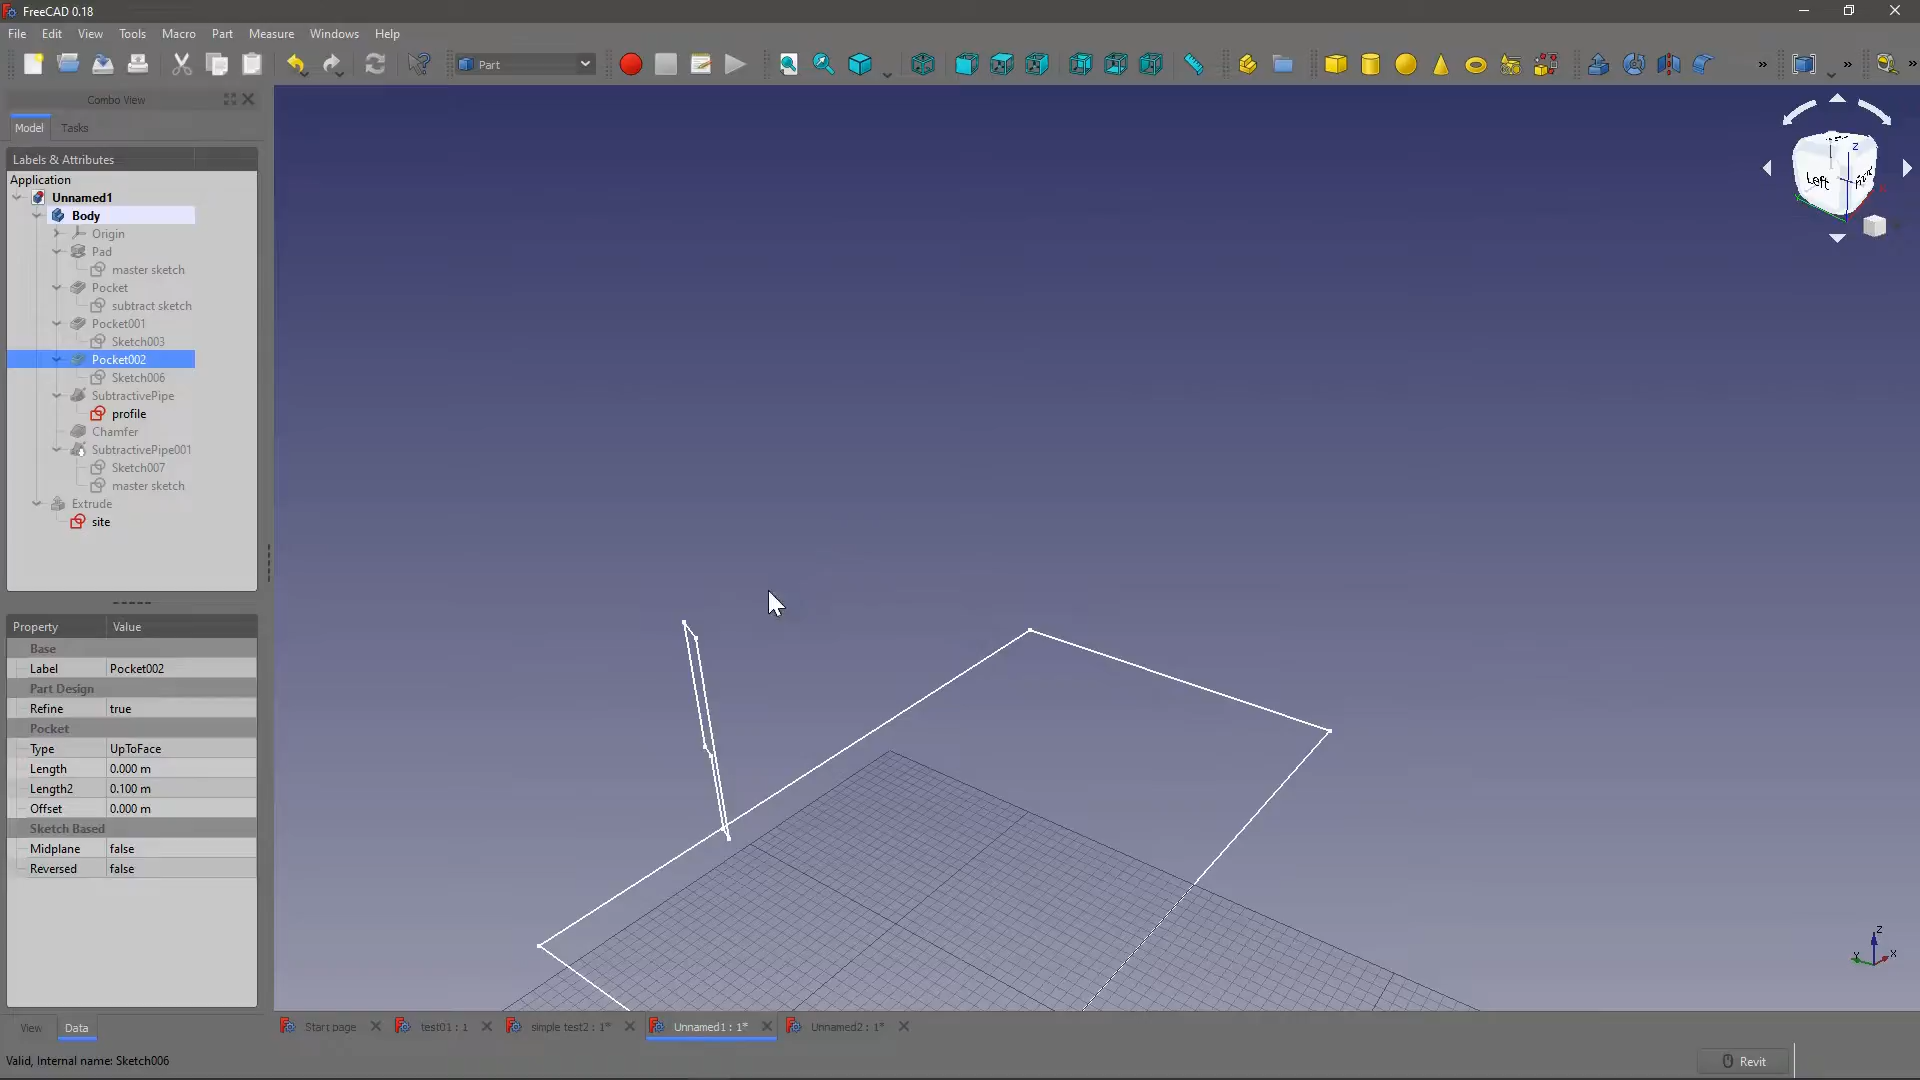 FreeCAD 0.18
File Edit View Tools Macro Part Measure Windows Help
Part
Combo View
Model Tasks
Labels & Attributes
Application
Unnamed1
Body
Origin
Pad
master sketch
Pocket
subtract sketch
Pocket001
Sketch003
Pocket002
Sketch006
SubtractivePipe
profile
Chamfer
SubtractivePipe001
Sketch007
master sketch
Extrude
site
Property Value
Base
Label Pocket002
Part Design
Refine true
Pocket
Type UpToFace
Length 0.000 m
Length2 0.100 m
Offset 0.000 m
Sketch Based
Midplane false
Reversed false
View Data
Start page test01 : 1 simple test2 : 1* Unnamed1 : 1* Unnamed2 : 1*
Valid, Internal name: Sketch006
Revit
Left
Z
Z
Y
X